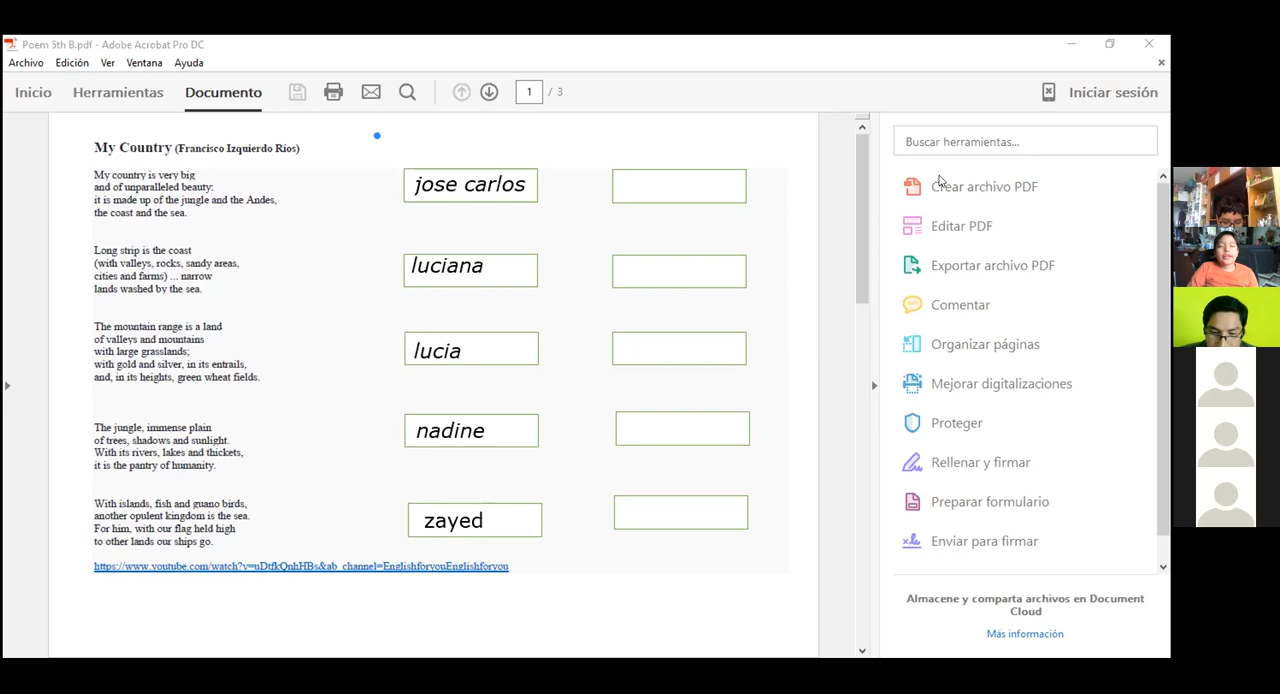 Poem 5th B.pdf - Adobe Acrobat Pro DC
Archivo Edición Ver Ventana Ayuda
Inicio Herramientas Documento 1 / 3 Iniciar sesión
My Country (Francisco Izquierdo Ríos)
My country is very big
and of unparalleled beauty:
it is made up of the jungle and the Andes,
the coast and the sea.
jose carlos
Long strip is the coast
(with valleys, rocks, sandy areas,
cities and farms) ... narrow
lands washed by the sea.
luciana
The mountain range is a land
of valleys and mountains
with large grasslands;
with gold and silver, in its entrails,
and, in its heights, green wheat fields.
lucia
The jungle, immense plain
of trees, shadows and sunlight.
With its rivers, lakes and thickets,
it is the pantry of humanity.
nadine
With islands, fish and guano birds,
another opulent kingdom is the sea.
For him, with our flag held high
to other lands our ships go.
zayed
https://www.youtube.com/watch?v=uDtfkQnhHBs&ab_channel=EnglishforyouEnglishforyou
Buscar herramientas...
Crear archivo PDF
Editar PDF
Exportar archivo PDF
Comentar
Organizar páginas
Mejorar digitalizaciones
Proteger
Rellenar y firmar
Preparar formulario
Enviar para firmar
Almacene y comparta archivos en Document
Cloud
Más información